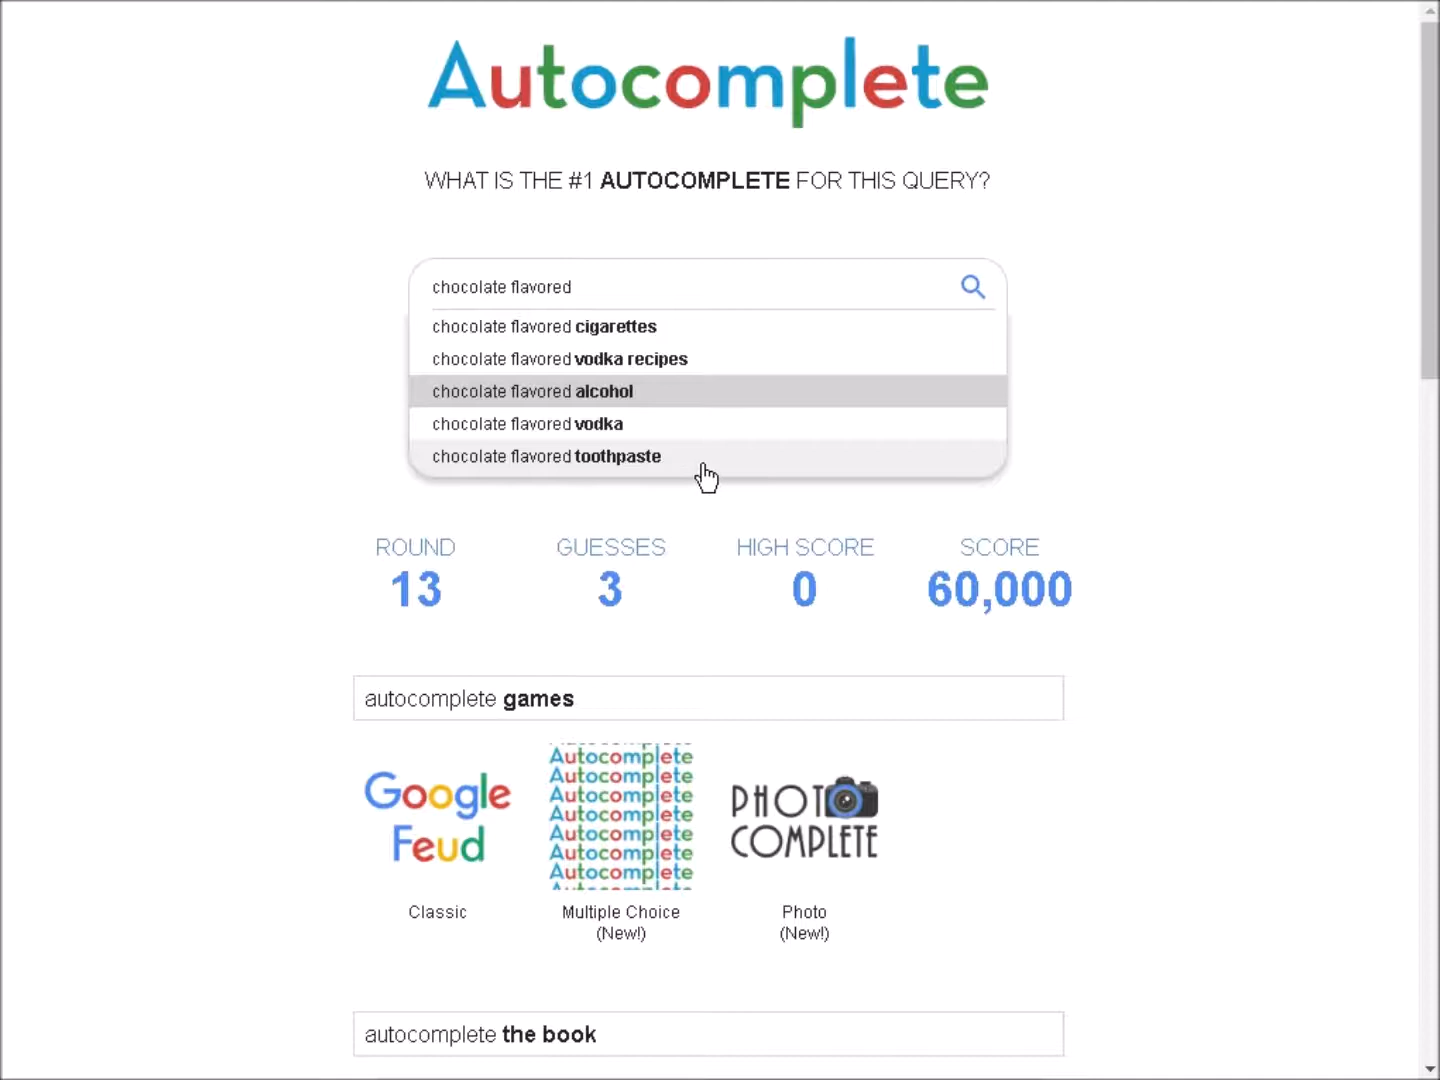 Autocomplete
WHAT IS THE #1 AUTOCOMPLETE FOR THIS QUERY?
chocolate flavored
chocolate flavored cigarettes
chocolate flavored vodka recipes
chocolate flavored alcohol
chocolate flavored vodka
chocolate flavored toothpaste
ROUND GUESSES HIGH SCORE SCORE
13 3 0 60,000
autocomplete games
Google
Feud
Autocomplete
Autocomplete
Autocomplete
Autocomplete
Autocomplete
Autocomplete
Autocomplete
PHOTO
COMPLETE
Classic
Multiple Choice
(New!)
Photo
(New!)
autocomplete the book